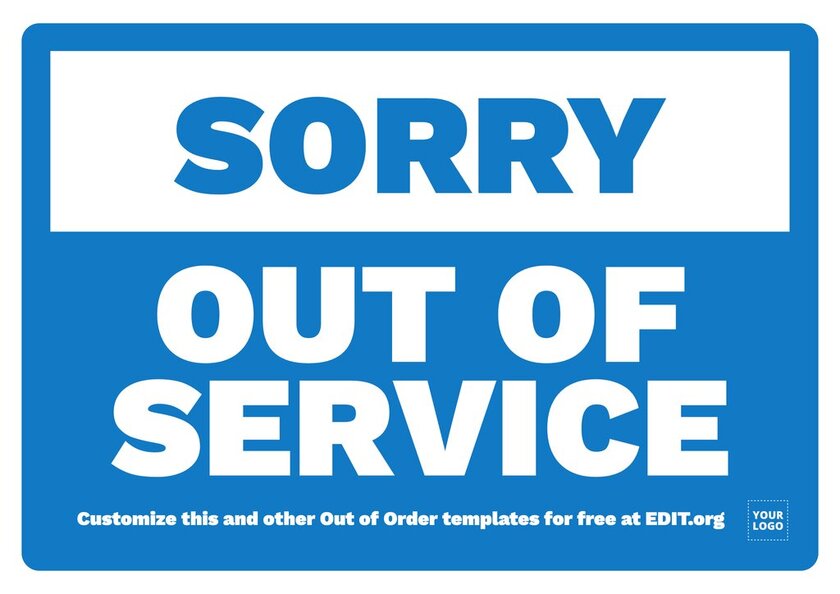 SORRY
OUT OF
SERVICE
Customize this and other Out of Order templates for free at EDIT.org
YOUR
LOGO